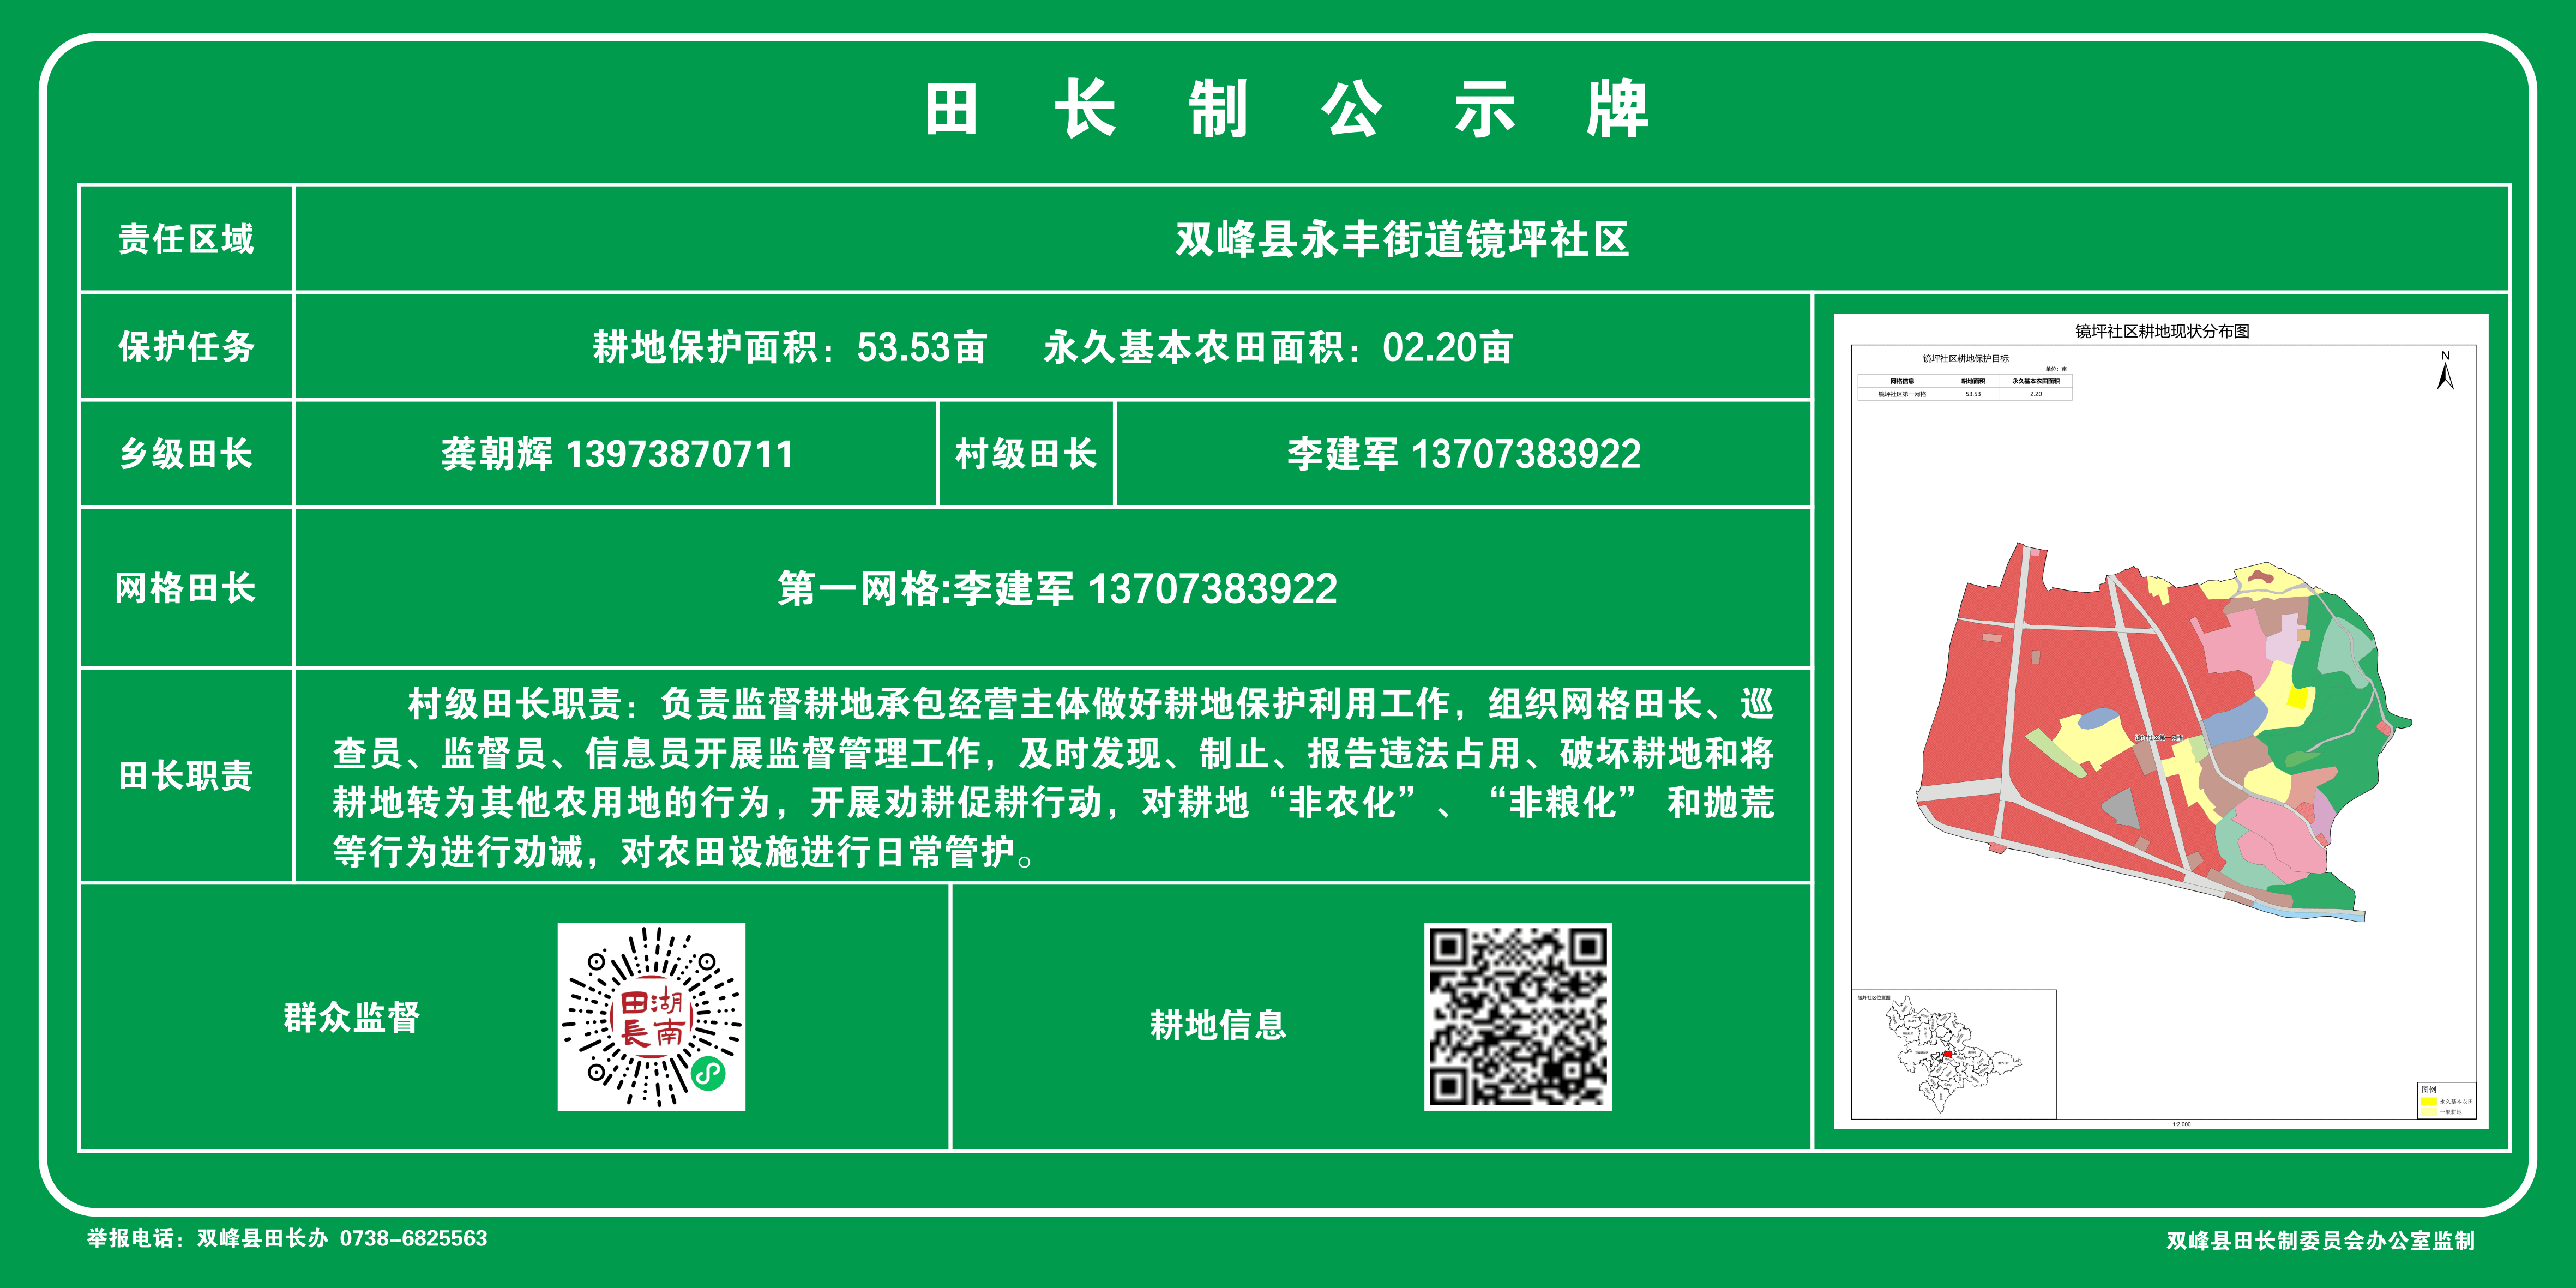 田长制公示牌
责任区域
双峰县永丰街道镜坪社区
保护任务
耕地保护面积：53.53亩 永久基本农田面积：02.20亩
乡级田长
龚朝辉 13973870711
村级田长
李建军 13707383922
网格田长
第一网格:李建军 13707383922
田长职责
村级田长职责：负责监督耕地承包经营主体做好耕地保护利用工作，组织网格田长、巡
查员、监督员、信息员开展监督管理工作，及时发现、制止、报告违法占用、破坏耕地和将
耕地转为其他农用地的行为，开展劝耕促耕行动，对耕地“非农化”、“非粮化” 和抛荒
等行为进行劝诫，对农田设施进行日常管护。
群众监督
湖南
田長
耕地信息
镜坪社区耕地现状分布图
镜坪社区耕地保护目标
单位：亩
网格信息 耕地面积 永久基本农田面积
镜坪社区第一网格 53.53 2.20
N
镜坪社区第一网格
镜坪社区位置图
图例
永久基本农田
一般耕地
1:2,000
举报电话：双峰县田长办 0738-6825563
双峰县田长制委员会办公室监制